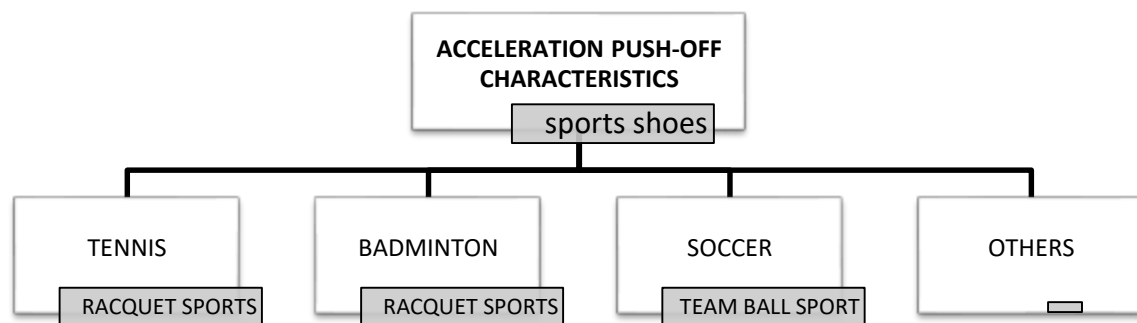 ACCELERATION PUSH-OFF
CHARACTERISTICS
sports shoes
TENNIS
RACQUET SPORTS
BADMINTON
RACQUET SPORTS
SOCCER
TEAM BALL SPORT
OTHERS